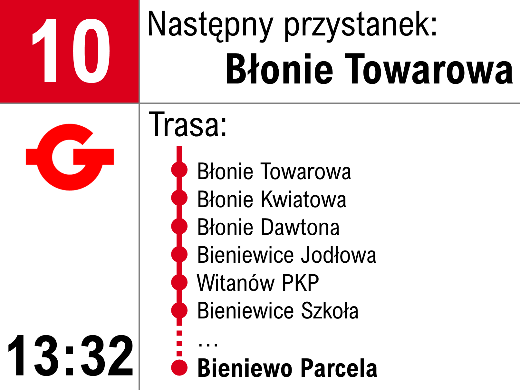 10
Następny przystanek:
Błonie Towarowa
Trasa:
Błonie Towarowa
Błonie Kwiatowa
Błonie Dawtona
Bieniewice Jodłowa
Witanów PKP
Bieniewice Szkoła
...
Bieniewo Parcela
G
13:32